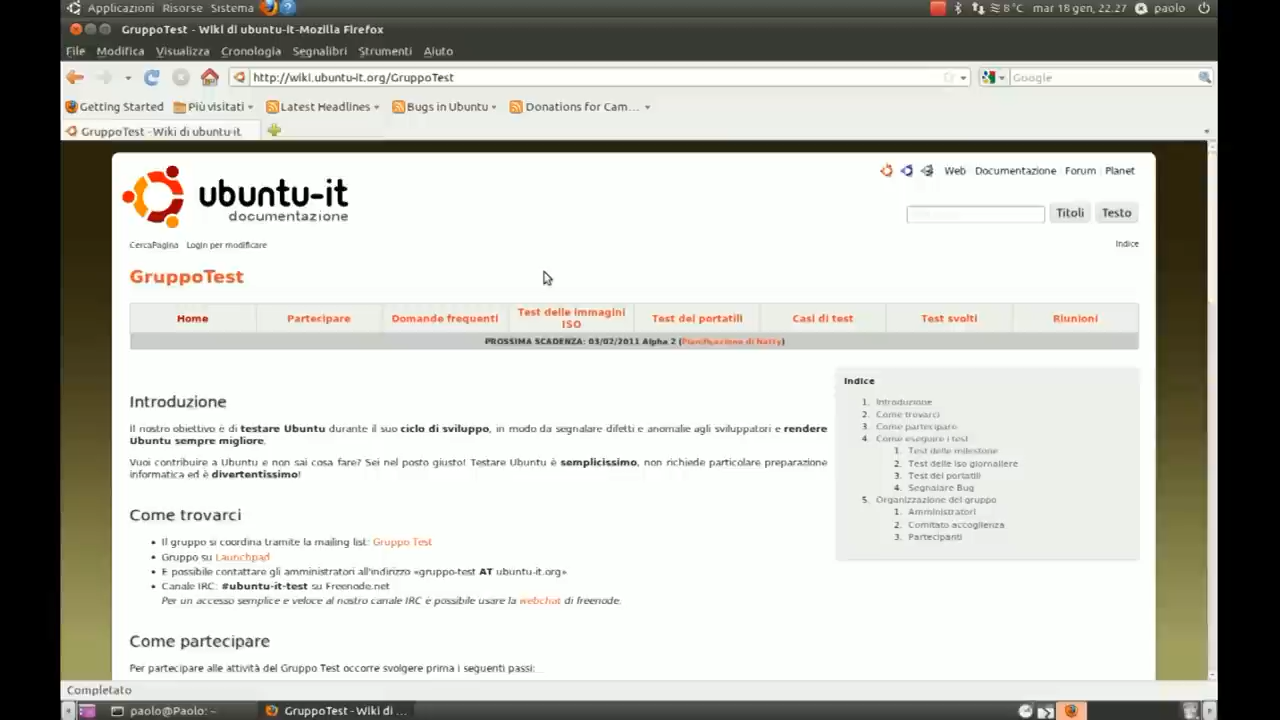 Applicazioni Risorse Sistema 8°C mar 18 gen, 22.27 paolo
GruppoTest - Wiki di ubuntu-it-Mozilla Firefox
File Modifica Visualizza Cronologia Segnalibri Strumenti Aiuto
http://wiki.ubuntu-it.org/GruppoTest Google
Getting Started Più visitati Latest Headlines Bugs in Ubuntu Donations for Cam...
GruppoTest - Wiki di ubuntu-it
Web Documentazione Forum Planet
ubuntu-it
documentazione
Titoli Testo
CercaPagina Login per modificare Indice
GruppoTest
Home Partecipare Domande frequenti Test delle immagini ISO Test dei portatili Casi di test Test svolti Riunioni
PROSSIMA SCADENZA: 03/02/2011 Alpha 2 (Pianificazione di Natty)
Introduzione
Il nostro obiettivo è di testare Ubuntu durante il suo ciclo di sviluppo, in modo da segnalare difetti e anomalie agli sviluppatori e rendere
Ubuntu sempre migliore.
Vuoi contribuire a Ubuntu e non sai cosa fare? Sei nel posto giusto! Testare Ubuntu è semplicissimo, non richiede particolare preparazione
informatica ed è divertentissimo!
Come trovarci
• Il gruppo si coordina tramite la mailing list: Gruppo Test
• Gruppo su Launchpad
• È possibile contattare gli amministratori all'indirizzo «gruppo-test AT ubuntu-it.org»
• Canale IRC: #ubuntu-it-test su Freenode.net
Per un accesso semplice e veloce al nostro canale IRC è possibile usare la webchat di freenode.
Come partecipare
Per partecipare alle attività del Gruppo Test occorre svolgere prima i seguenti passi:
Indice
1. Introduzione
2. Come trovarci
3. Come partecipare
4. Come eseguire i test
1. Test delle milestone
2. Test delle iso giornaliere
3. Test dei portatili
4. Segnalare Bug
5. Organizzazione del gruppo
1. Amministratori
2. Comitato accoglienza
3. Partecipanti
Completato
paolo@Paolo: ~ GruppoTest - Wiki di ...